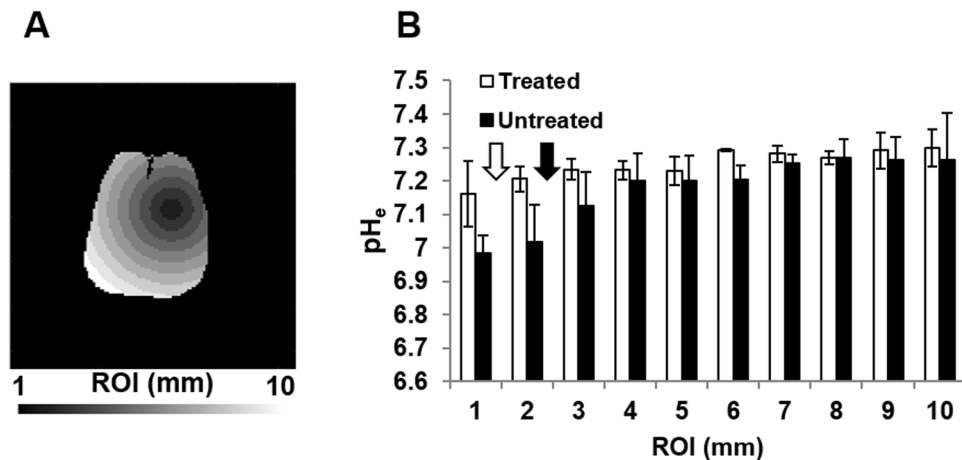 A
1 ROI (mm) 10
B
7.5
7.4
7.3
7.2
7.1
7
6.9
6.8
6.7
6.6
pHe
Treated
Untreated
1 2 3 4 5 6 7 8 9 10
ROI (mm)